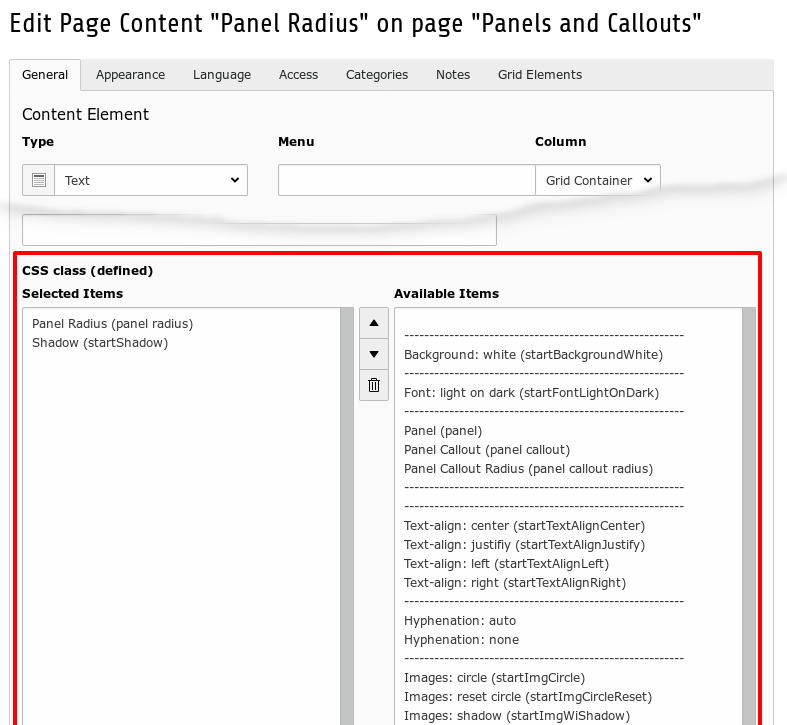 Edit Page Content "Panel Radius" on page "Panels and Callouts"
General Appearance Language Access Categories Notes Grid Elements
Content Element
Type Menu Column
Text Grid Container
CSS class (defined)
Selected Items Available Items
Panel Radius (panel radius)
Shadow (startShadow)
--------------------------------------------------------
Background: white (startBackgroundWhite)
--------------------------------------------------------
Font: light on dark (startFontLightOnDark)
--------------------------------------------------------
Panel (panel)
Panel Callout (panel callout)
Panel Callout Radius (panel callout radius)
--------------------------------------------------------
--------------------------------------------------------
Text-align: center (startTextAlignCenter)
Text-align: justifiy (startTextAlignJustify)
Text-align: left (startTextAlignLeft)
Text-align: right (startTextAlignRight)
--------------------------------------------------------
Hyphenation: auto
Hyphenation: none
--------------------------------------------------------
Images: circle (startImgCircle)
Images: reset circle (startImgCircleReset)
Images: shadow (startImgWiShadow)